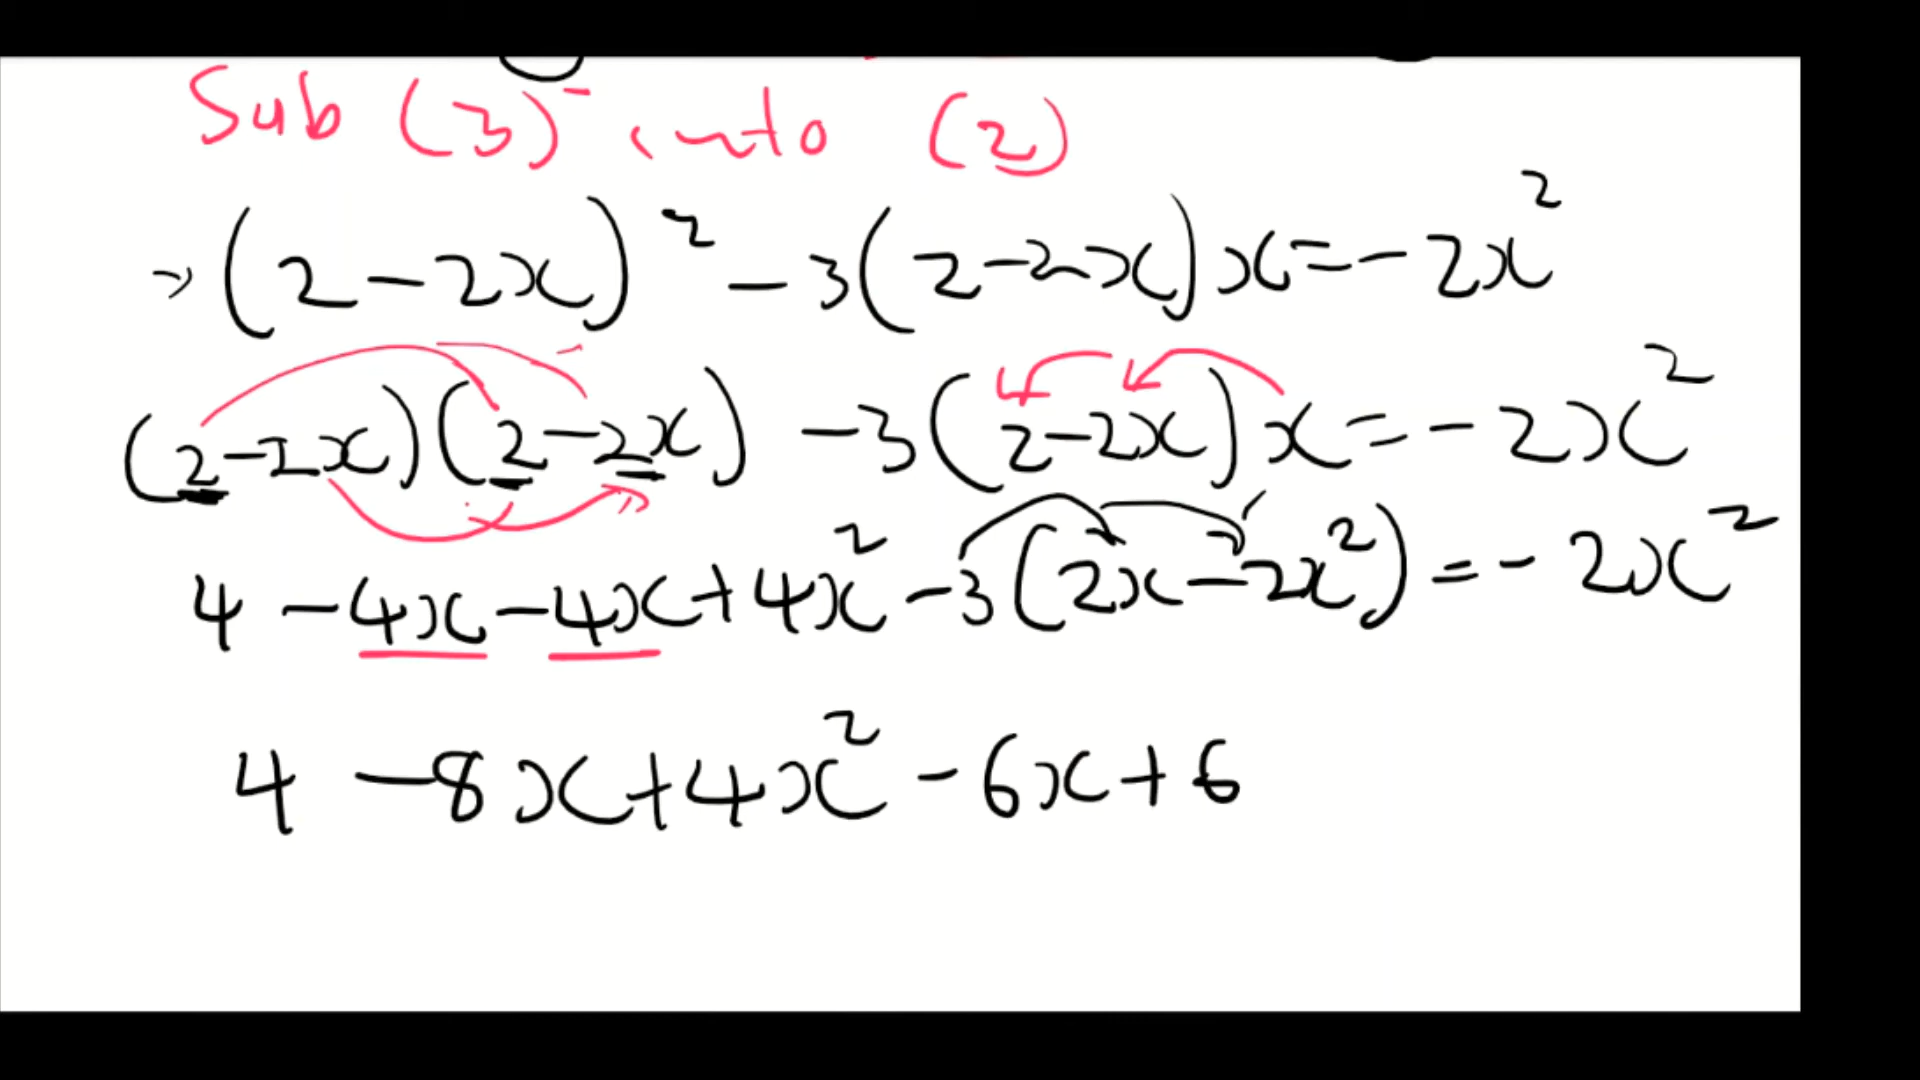 Sub (3) into (2)
⇒ (2-2x)² -3(2-2x)x=-2x²
(2-2x)(2-2x) -3(2-2x)x=-2x²
4 -4x-4x+4x²-3(2x-2x²)=-2x²
4 -8x+4x²-6x+6